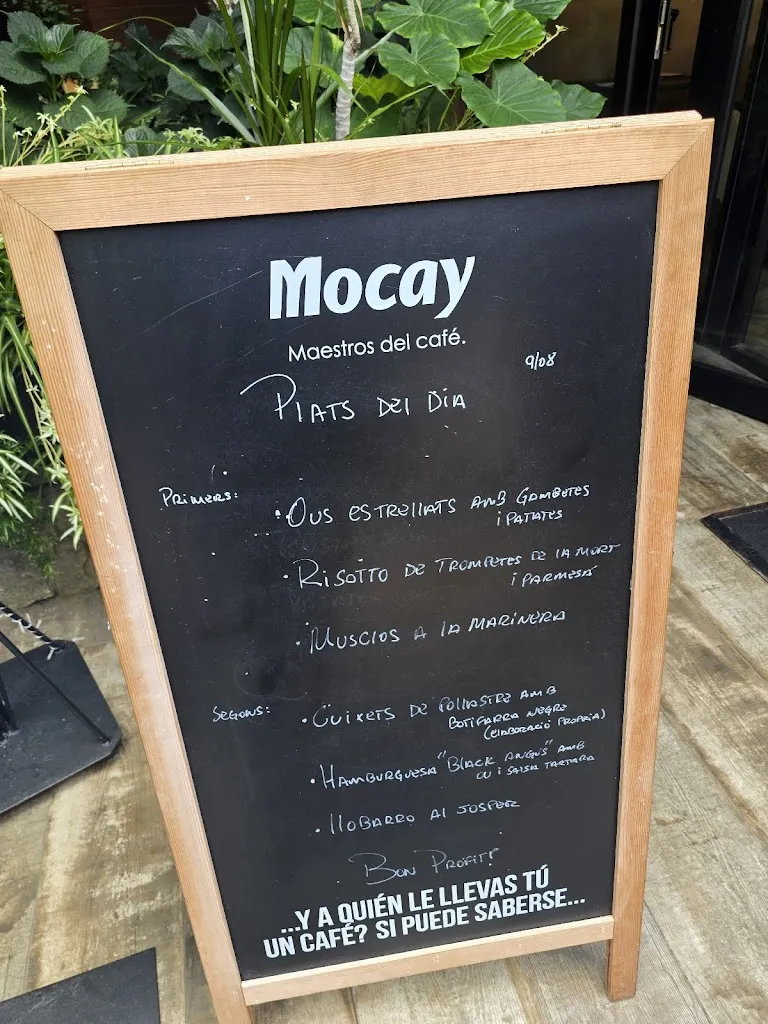 Mocay
Maestros del café.
9/08
PLATS DEL DIA
PRIMERS:
· OUS ESTRELLATS AMB GAMBETES
i PATATES
· RISOTTO DE TROMPETES DE LA MORT
i PARMESÀ
· MUSCLOS A LA MARINERA
SEGONS:
· CUIXETS DE POLLASTRE AMB
BOTIFARRA NEGRE
(ELABORACIÓ PROPRIA)
· HAMBURGUESA "BLACK ANGUS" AMB
OU i SALSA TARTARA
· LLOBARRO AL JOSPER
BON PROFIT!
...Y A QUIÉN LE LLEVAS TÚ
UN CAFÉ? SI PUEDE SABERSE...